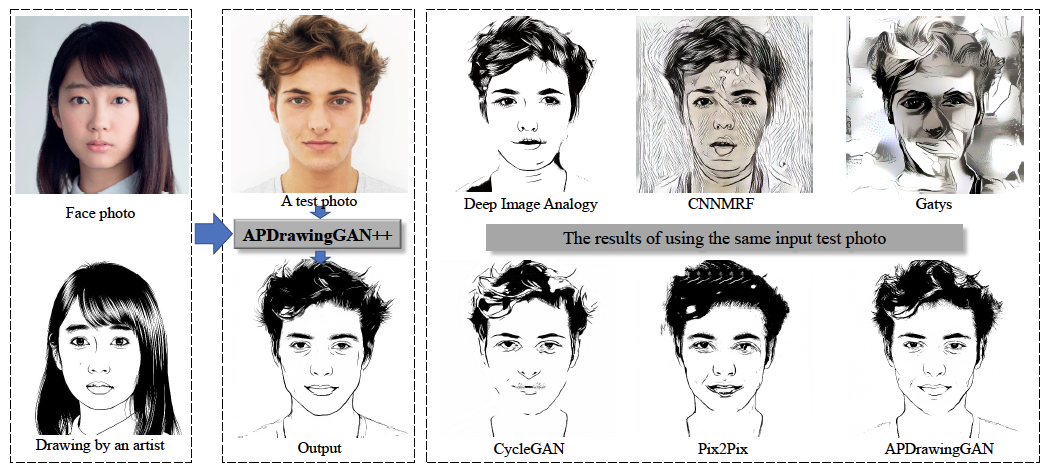 Face photo
Drawing by an artist
A test photo
APDrawingGAN++
Output
Deep Image Analogy
CNNMRF
Gatys
The results of using the same input test photo
CycleGAN
Pix2Pix
APDrawingGAN